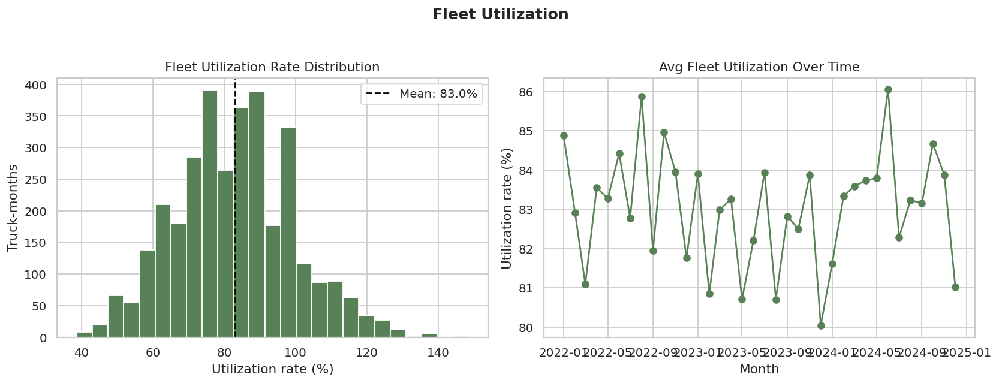 Fleet Utilization
Fleet Utilization Rate Distribution
400
350
300
250
200
150
100
50
0
Truck-months
Mean: 83.0%
40 60 80 100 120 140
Utilization rate (%)
Avg Fleet Utilization Over Time
86
85
84
83
82
81
80
Utilization rate (%)
2022-01 2022-05 2022-09 2023-01 2023-05 2023-09 2024-01 2024-05 2024-09 2025-01
Month